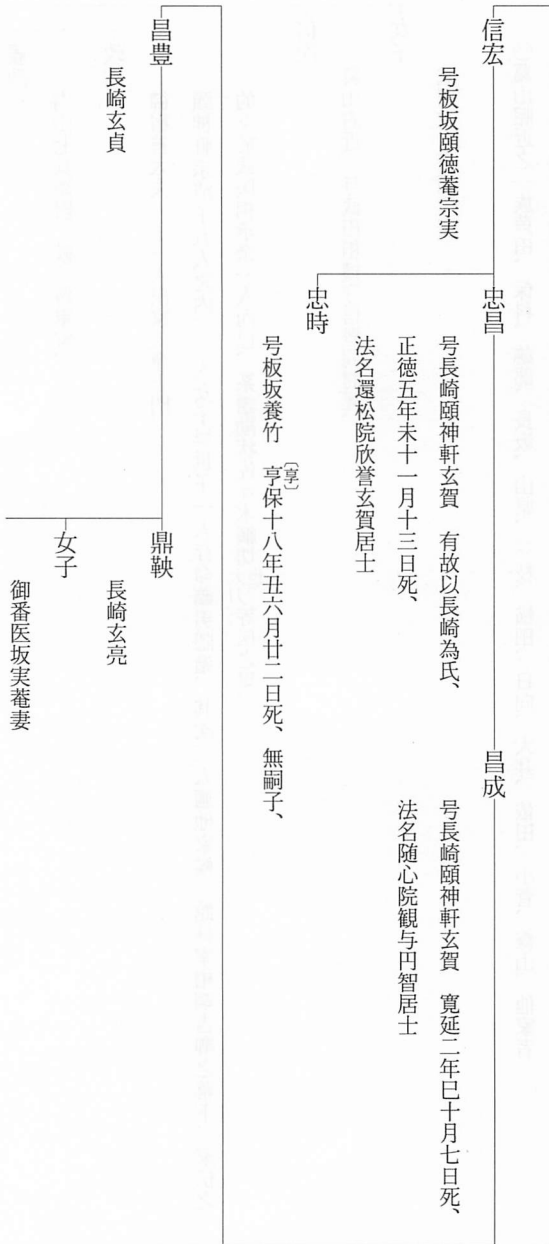 信宏
号板坂頤徳菴宗実
忠昌
号長崎頤神軒玄賀　有故以長崎為氏、
正徳五年未十一月十三日死、
法名還松院欣誉玄賀居士
忠時
号板坂養竹　亨〔享〕保十八年丑六月廿二日死、無嗣子、
昌成
号長崎頤神軒玄賀　寛延二年巳十月七日死、
法名随心院観与円智居士
昌豊
長崎玄貞
鼎鞅
長崎玄亮
女子
御番医坂実菴妻